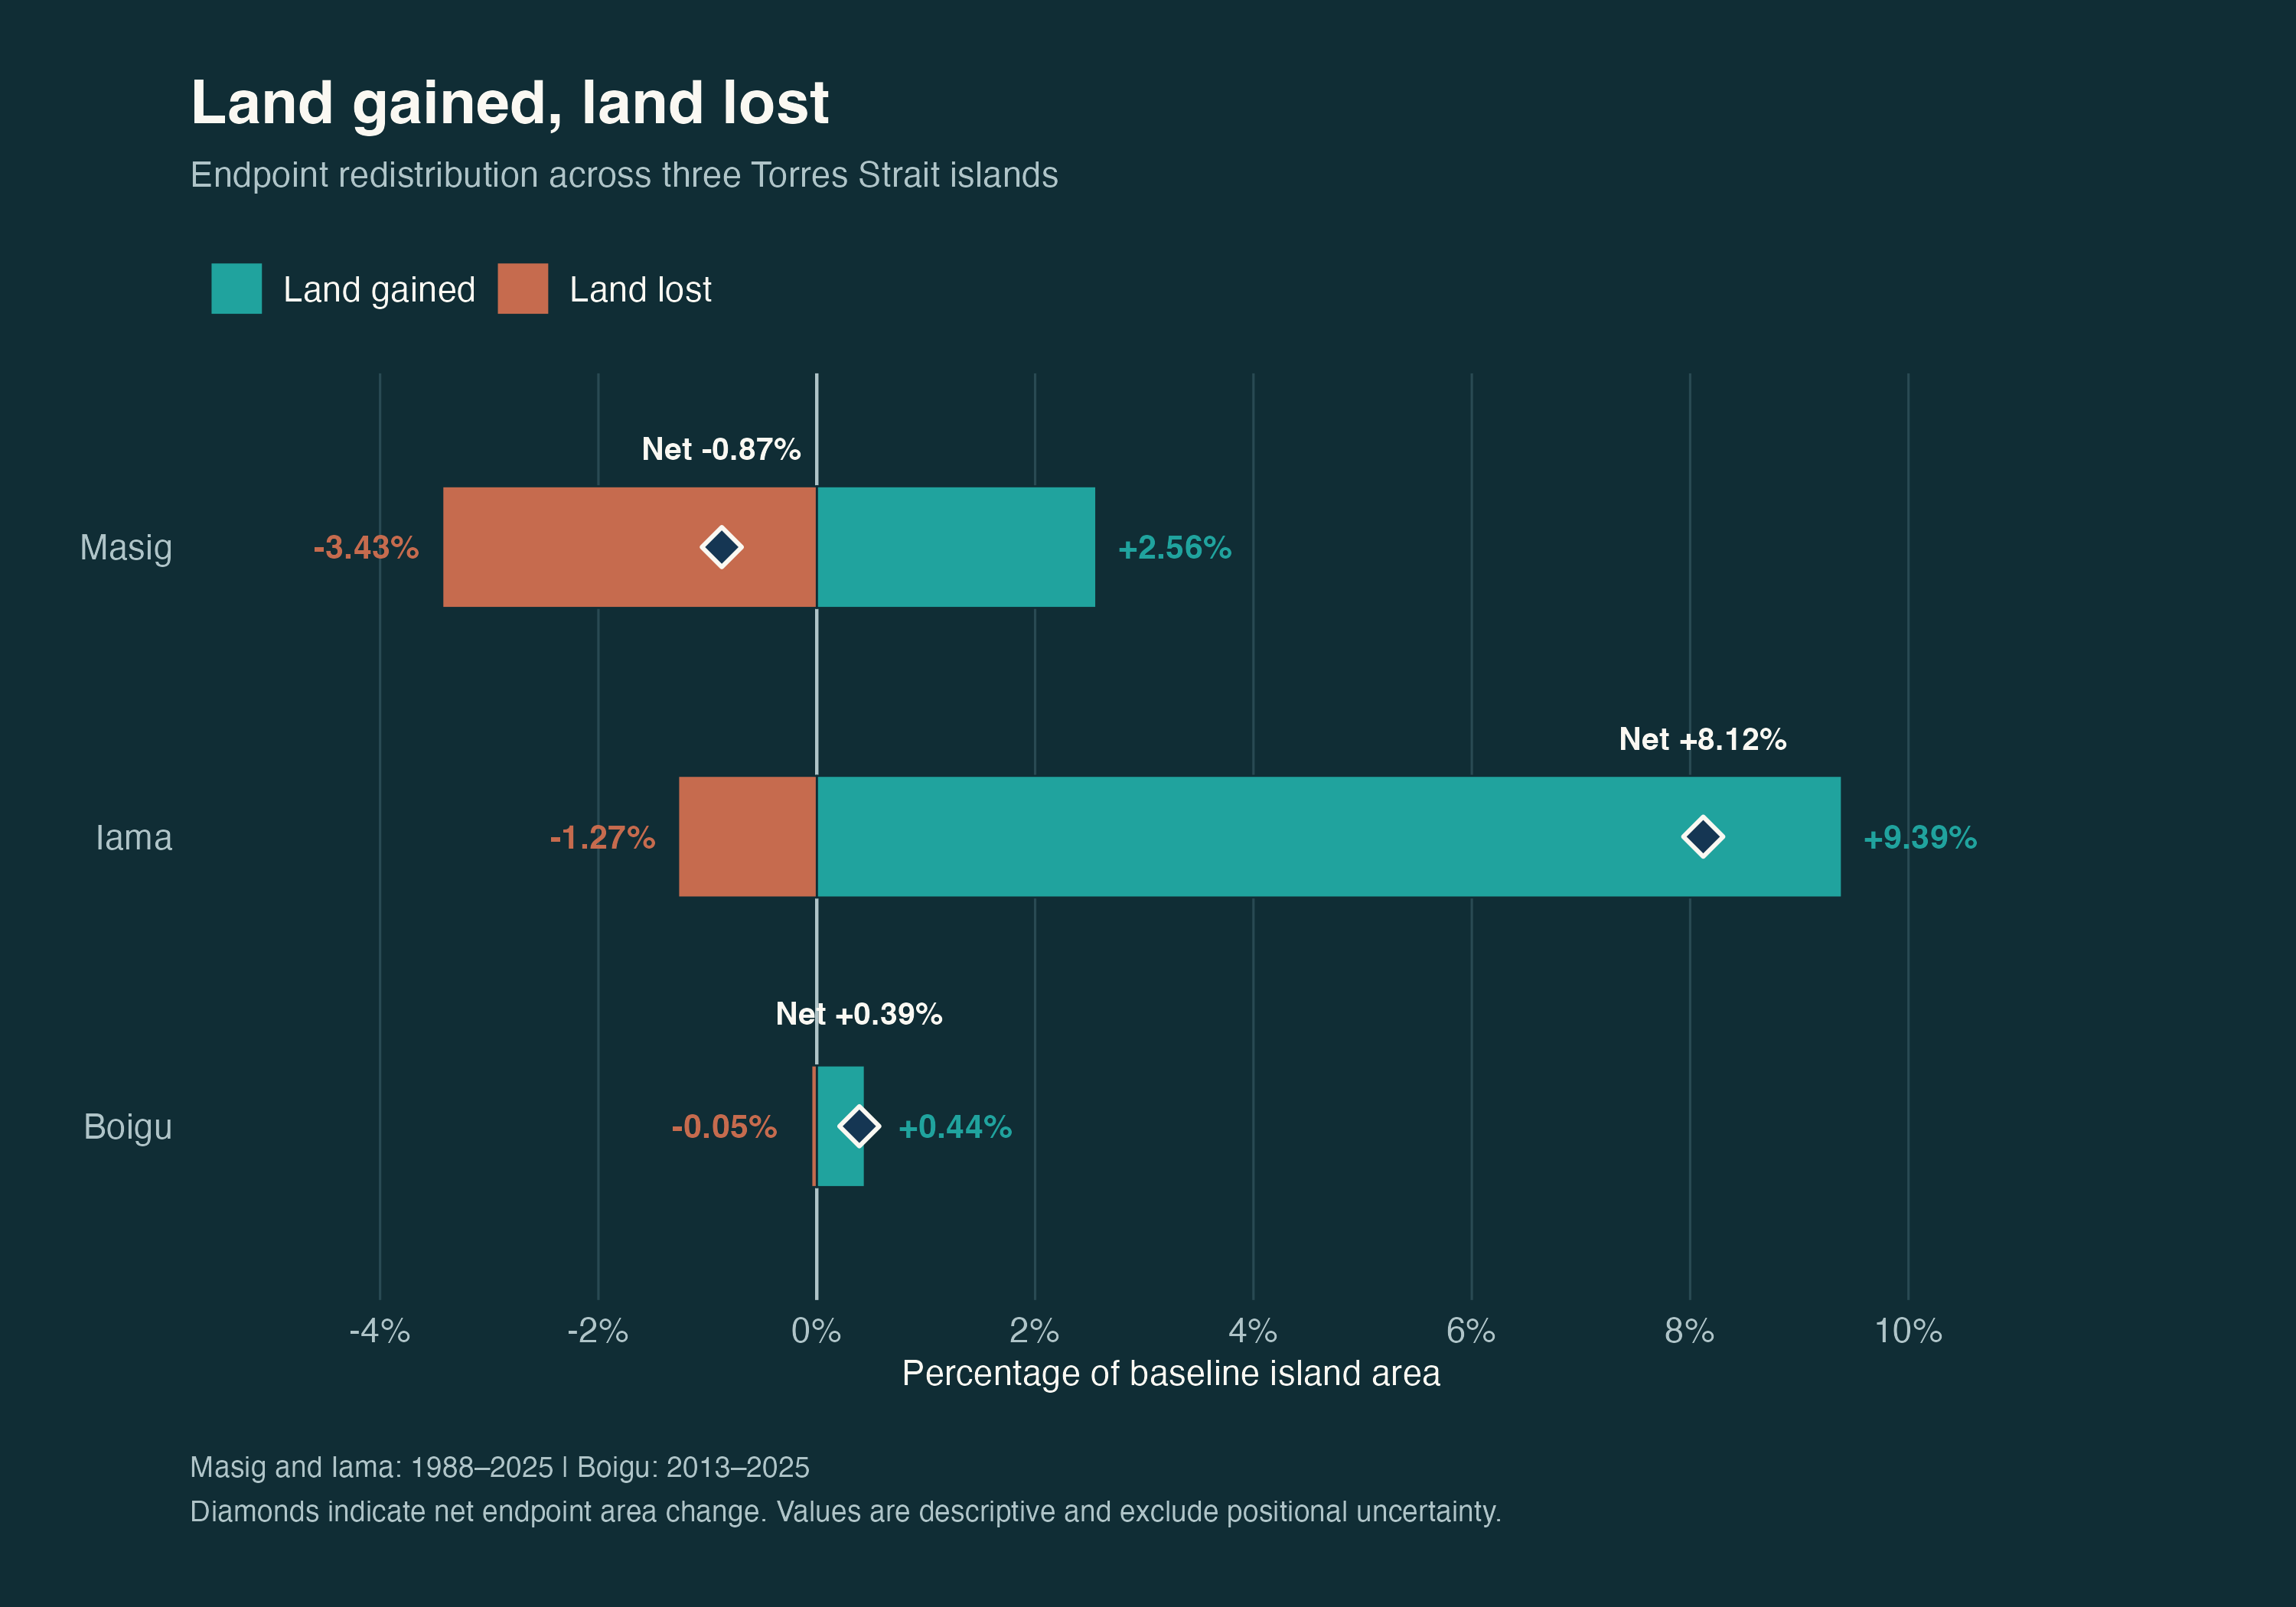 Land gained, land lost
Endpoint redistribution across three Torres Strait islands
Land gained
Land lost
Net -0.87%
Masig
-3.43%
+2.56%
Net +8.12%
Iama
-1.27%
+9.39%
Net +0.39%
Boigu
-0.05%
+0.44%
-4%
-2%
0%
2%
4%
6%
8%
10%
Percentage of baseline island area
Masig and Iama: 1988–2025 | Boigu: 2013–2025
Diamonds indicate net endpoint area change. Values are descriptive and exclude positional uncertainty.